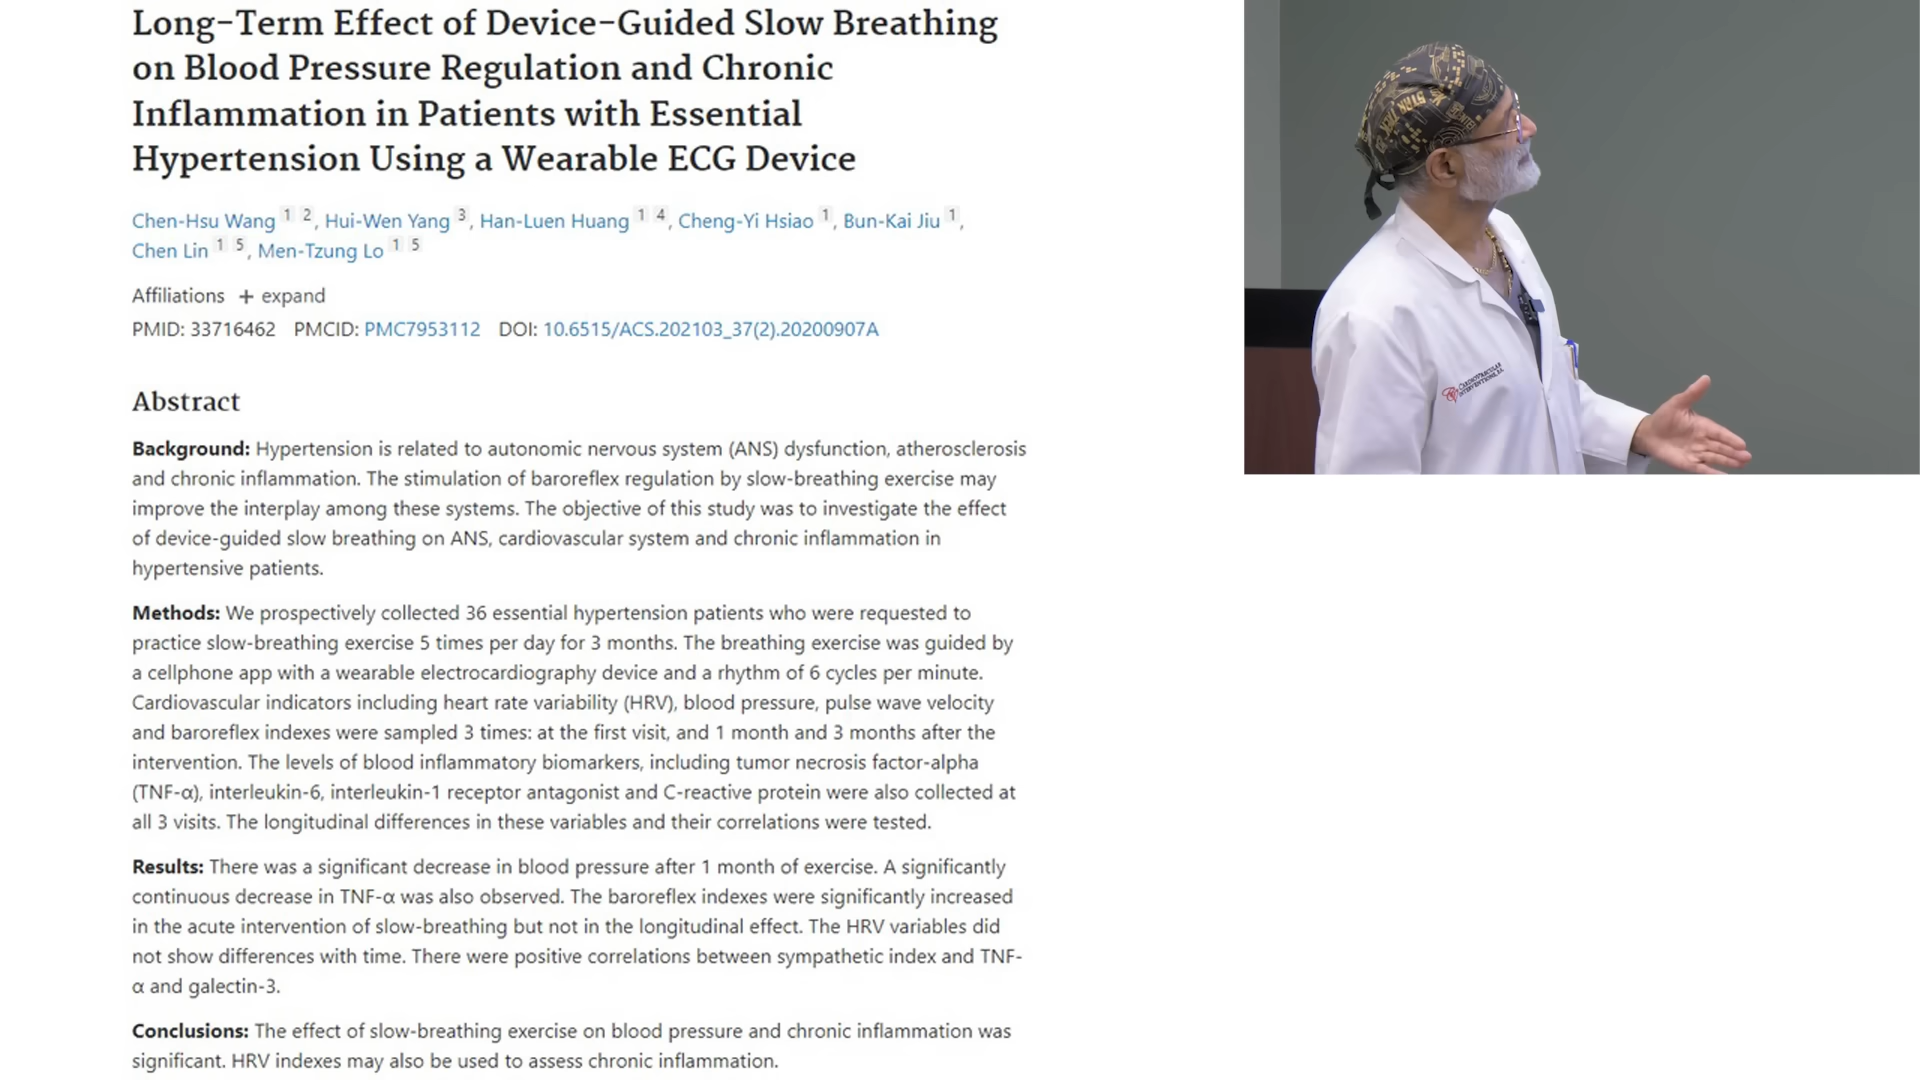 Long-Term Effect of Device-Guided Slow Breathing
on Blood Pressure Regulation and Chronic
Inflammation in Patients with Essential
Hypertension Using a Wearable ECG Device
Chen-Hsu Wang 1 2, Hui-Wen Yang 3, Han-Luen Huang 1 4, Cheng-Yi Hsiao 1, Bun-Kai Jiu 1,
Chen Lin 1 5, Men-Tzung Lo 1 5
Affiliations + expand
PMID: 33716462 PMCID: PMC7953112 DOI: 10.6515/ACS.202103_37(2).20200907A
Abstract
Background: Hypertension is related to autonomic nervous system (ANS) dysfunction, atherosclerosis
and chronic inflammation. The stimulation of baroreflex regulation by slow-breathing exercise may
improve the interplay among these systems. The objective of this study was to investigate the effect
of device-guided slow breathing on ANS, cardiovascular system and chronic inflammation in
hypertensive patients.
Methods: We prospectively collected 36 essential hypertension patients who were requested to
practice slow-breathing exercise 5 times per day for 3 months. The breathing exercise was guided by
a cellphone app with a wearable electrocardiography device and a rhythm of 6 cycles per minute.
Cardiovascular indicators including heart rate variability (HRV), blood pressure, pulse wave velocity
and baroreflex indexes were sampled 3 times: at the first visit, and 1 month and 3 months after the
intervention. The levels of blood inflammatory biomarkers, including tumor necrosis factor-alpha
(TNF-α), interleukin-6, interleukin-1 receptor antagonist and C-reactive protein were also collected at
all 3 visits. The longitudinal differences in these variables and their correlations were tested.
Results: There was a significant decrease in blood pressure after 1 month of exercise. A significantly
continuous decrease in TNF-α was also observed. The baroreflex indexes were significantly increased
in the acute intervention of slow-breathing but not in the longitudinal effect. The HRV variables did
not show differences with time. There were positive correlations between sympathetic index and TNF-
α and galectin-3.
Conclusions: The effect of slow-breathing exercise on blood pressure and chronic inflammation was
significant. HRV indexes may also be used to assess chronic inflammation.
STAR TREK
CARDIOVASCULAR
INTERVENTIONS, P.A.